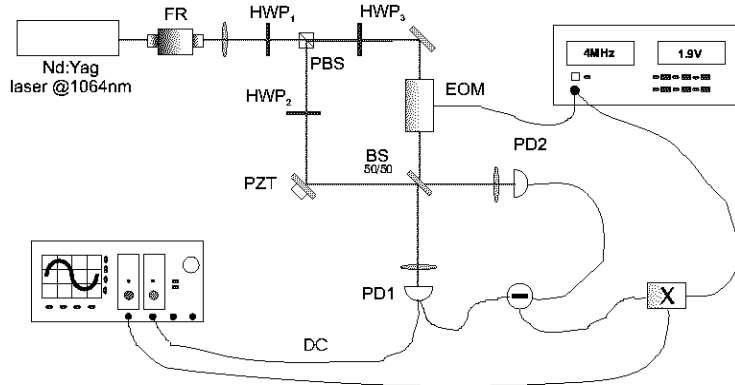 FR
HWP₁
HWP₃
PBS
Nd:Yag
laser @1064nm
HWP₂
EOM
4MHz
1.9V
BS
50/50
PD2
PZT
PD1
DC
X